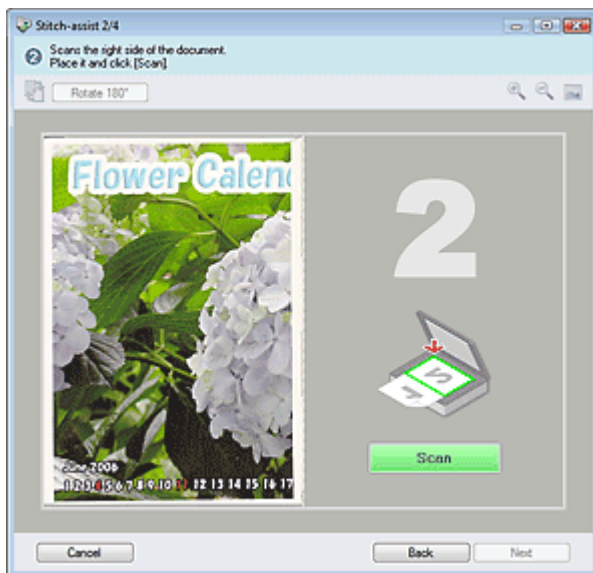 Stitch-assist 2/4
2 Scans the right side of the document.
Place it and click [Scan]
Rotate 180°
Flower Calen
June 2006
1 2 3 4 5 6 7 8 9 10 11 12 13 14 15 16 17
2
Scan
Cancel
Back
Next